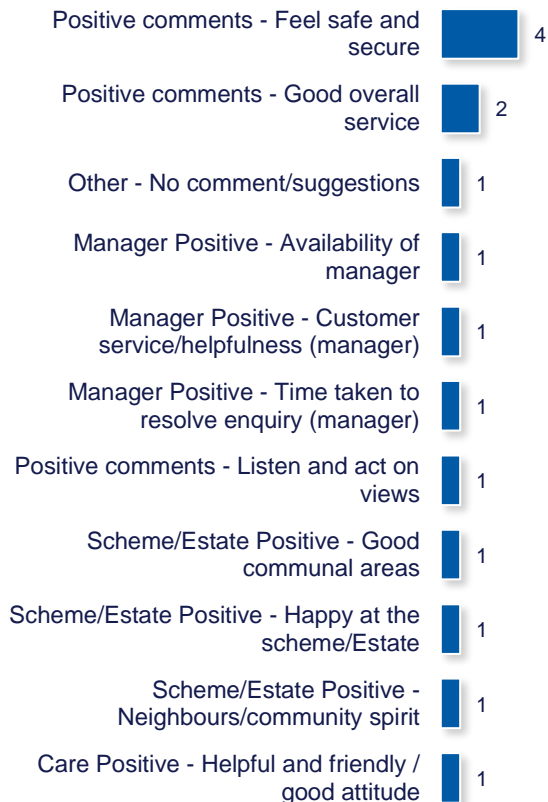 Positive comments - Feel safe and
secure
4
Positive comments - Good overall
service
2
Other - No comment/suggestions
1
Manager Positive - Availability of
manager
1
Manager Positive - Customer
service/helpfulness (manager)
1
Manager Positive - Time taken to
resolve enquiry (manager)
1
Positive comments - Listen and act on
views
1
Scheme/Estate Positive - Good
communal areas
1
Scheme/Estate Positive - Happy at the
scheme/Estate
1
Scheme/Estate Positive -
Neighbours/community spirit
1
Care Positive - Helpful and friendly /
good attitude
1